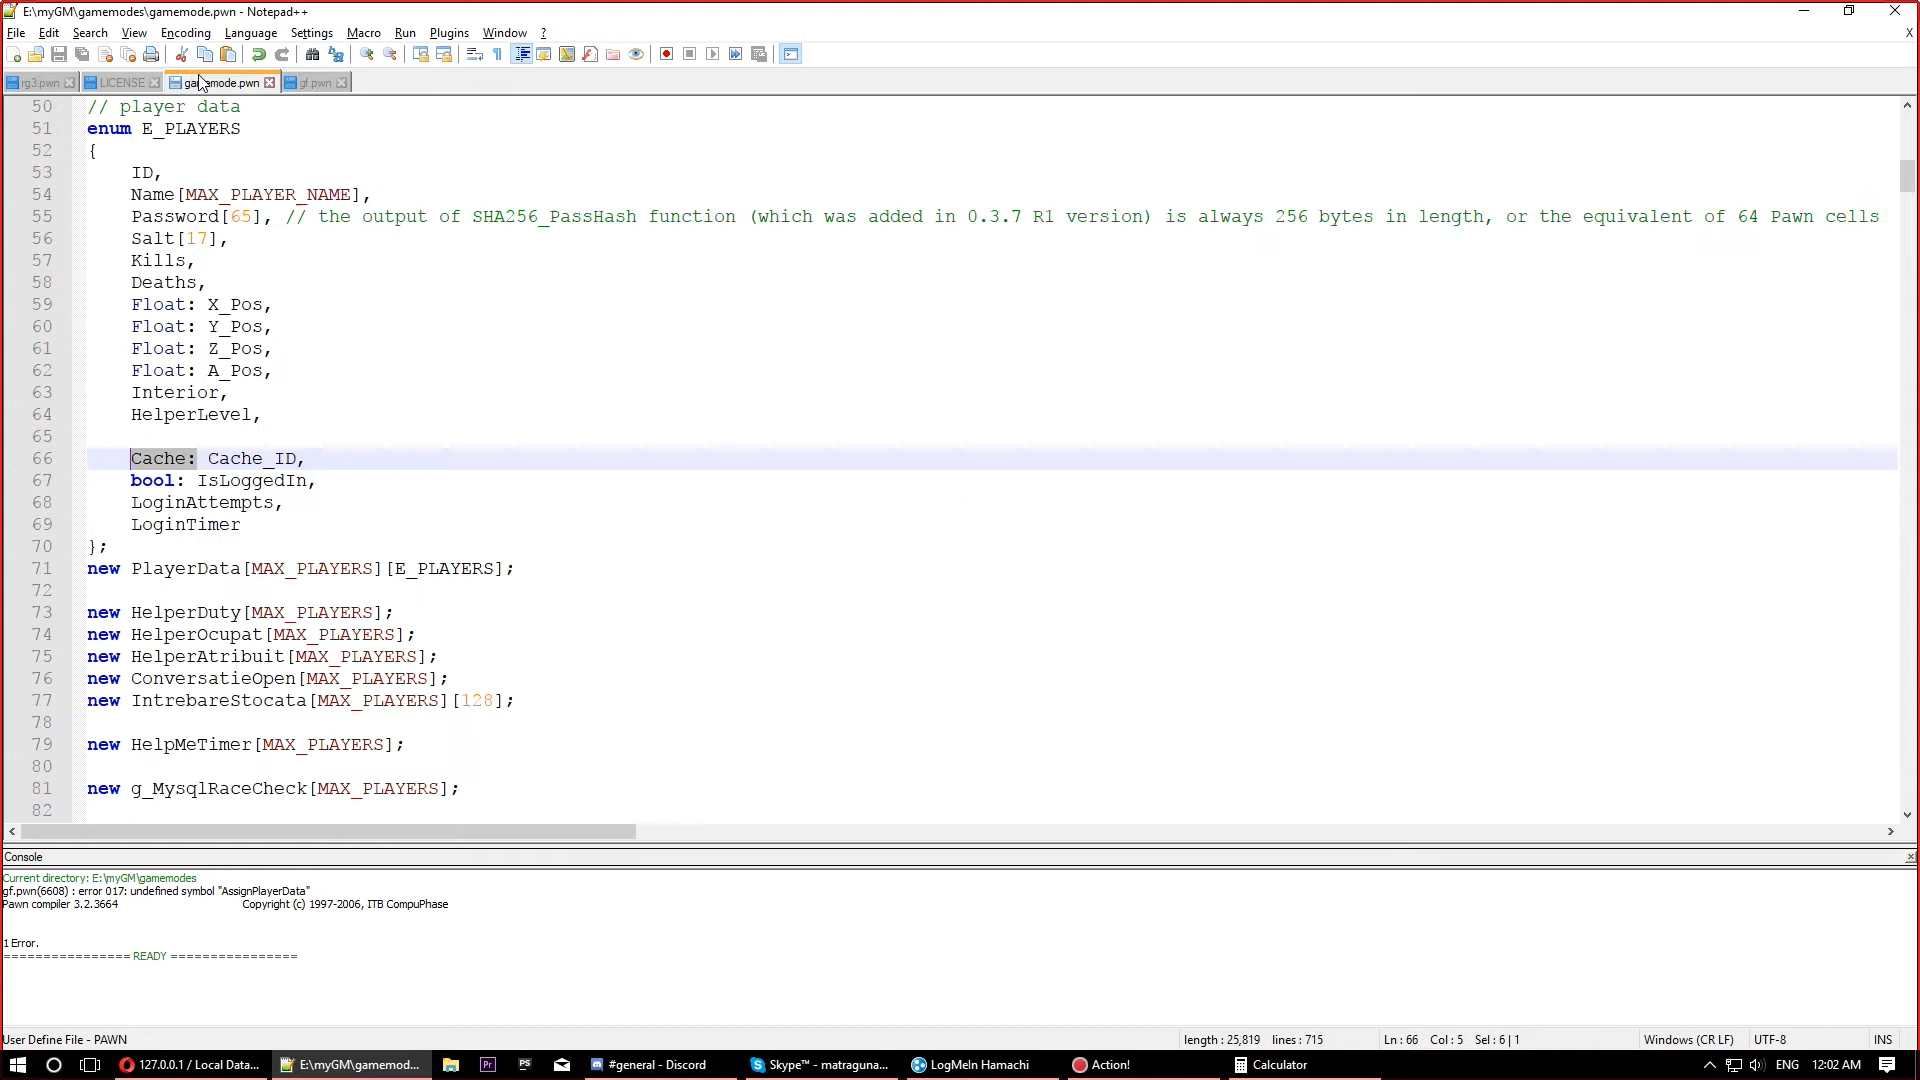 E:\myGM\gamemodes\gamemode.pwn - Notepad++
File Edit Search View Encoding Language Settings Macro Run Plugins Window ? X
rg3.pwn LICENSE gamemode.pwn gf.pwn
50 // player data
51 enum E_PLAYERS
52 {
53 ID,
54 Name[MAX_PLAYER_NAME],
55 Password[65], // the output of SHA256_PassHash function (which was added in 0.3.7 R1 version) is always 256 bytes in length, or the equivalent of 64 Pawn cells
56 Salt[17],
57 Kills,
58 Deaths,
59 Float: X_Pos,
60 Float: Y_Pos,
61 Float: Z_Pos,
62 Float: A_Pos,
63 Interior,
64 HelperLevel,
65
66 Cache: Cache_ID,
67 bool: IsLoggedIn,
68 LoginAttempts,
69 LoginTimer
70 };
71 new PlayerData[MAX_PLAYERS][E_PLAYERS];
72
73 new HelperDuty[MAX_PLAYERS];
74 new HelperOcupat[MAX_PLAYERS];
75 new HelperAtribuit[MAX_PLAYERS];
76 new ConversatieOpen[MAX_PLAYERS];
77 new IntrebareStocata[MAX_PLAYERS][128];
78
79 new HelpMeTimer[MAX_PLAYERS];
80
81 new g_MysqlRaceCheck[MAX_PLAYERS];
82
Console
Current directory: E:\myGM\gamemodes
gf.pwn(6608) : error 017: undefined symbol "AssignPlayerData"
Pawn compiler 3.2.3664 Copyright (c) 1997-2006, ITB CompuPhase
1 Error.
================ READY ================
User Define File - PAWN length : 25,819 lines : 715 Ln : 66 Col : 5 Sel : 6 | 1 Windows (CR LF) UTF-8 INS
127.0.0.1 / Local Data... E:\myGM\gamemod... Pr PS #general - Discord Skype™ - matraguna... LogMeIn Hamachi Action! Calculator ENG 12:02 AM